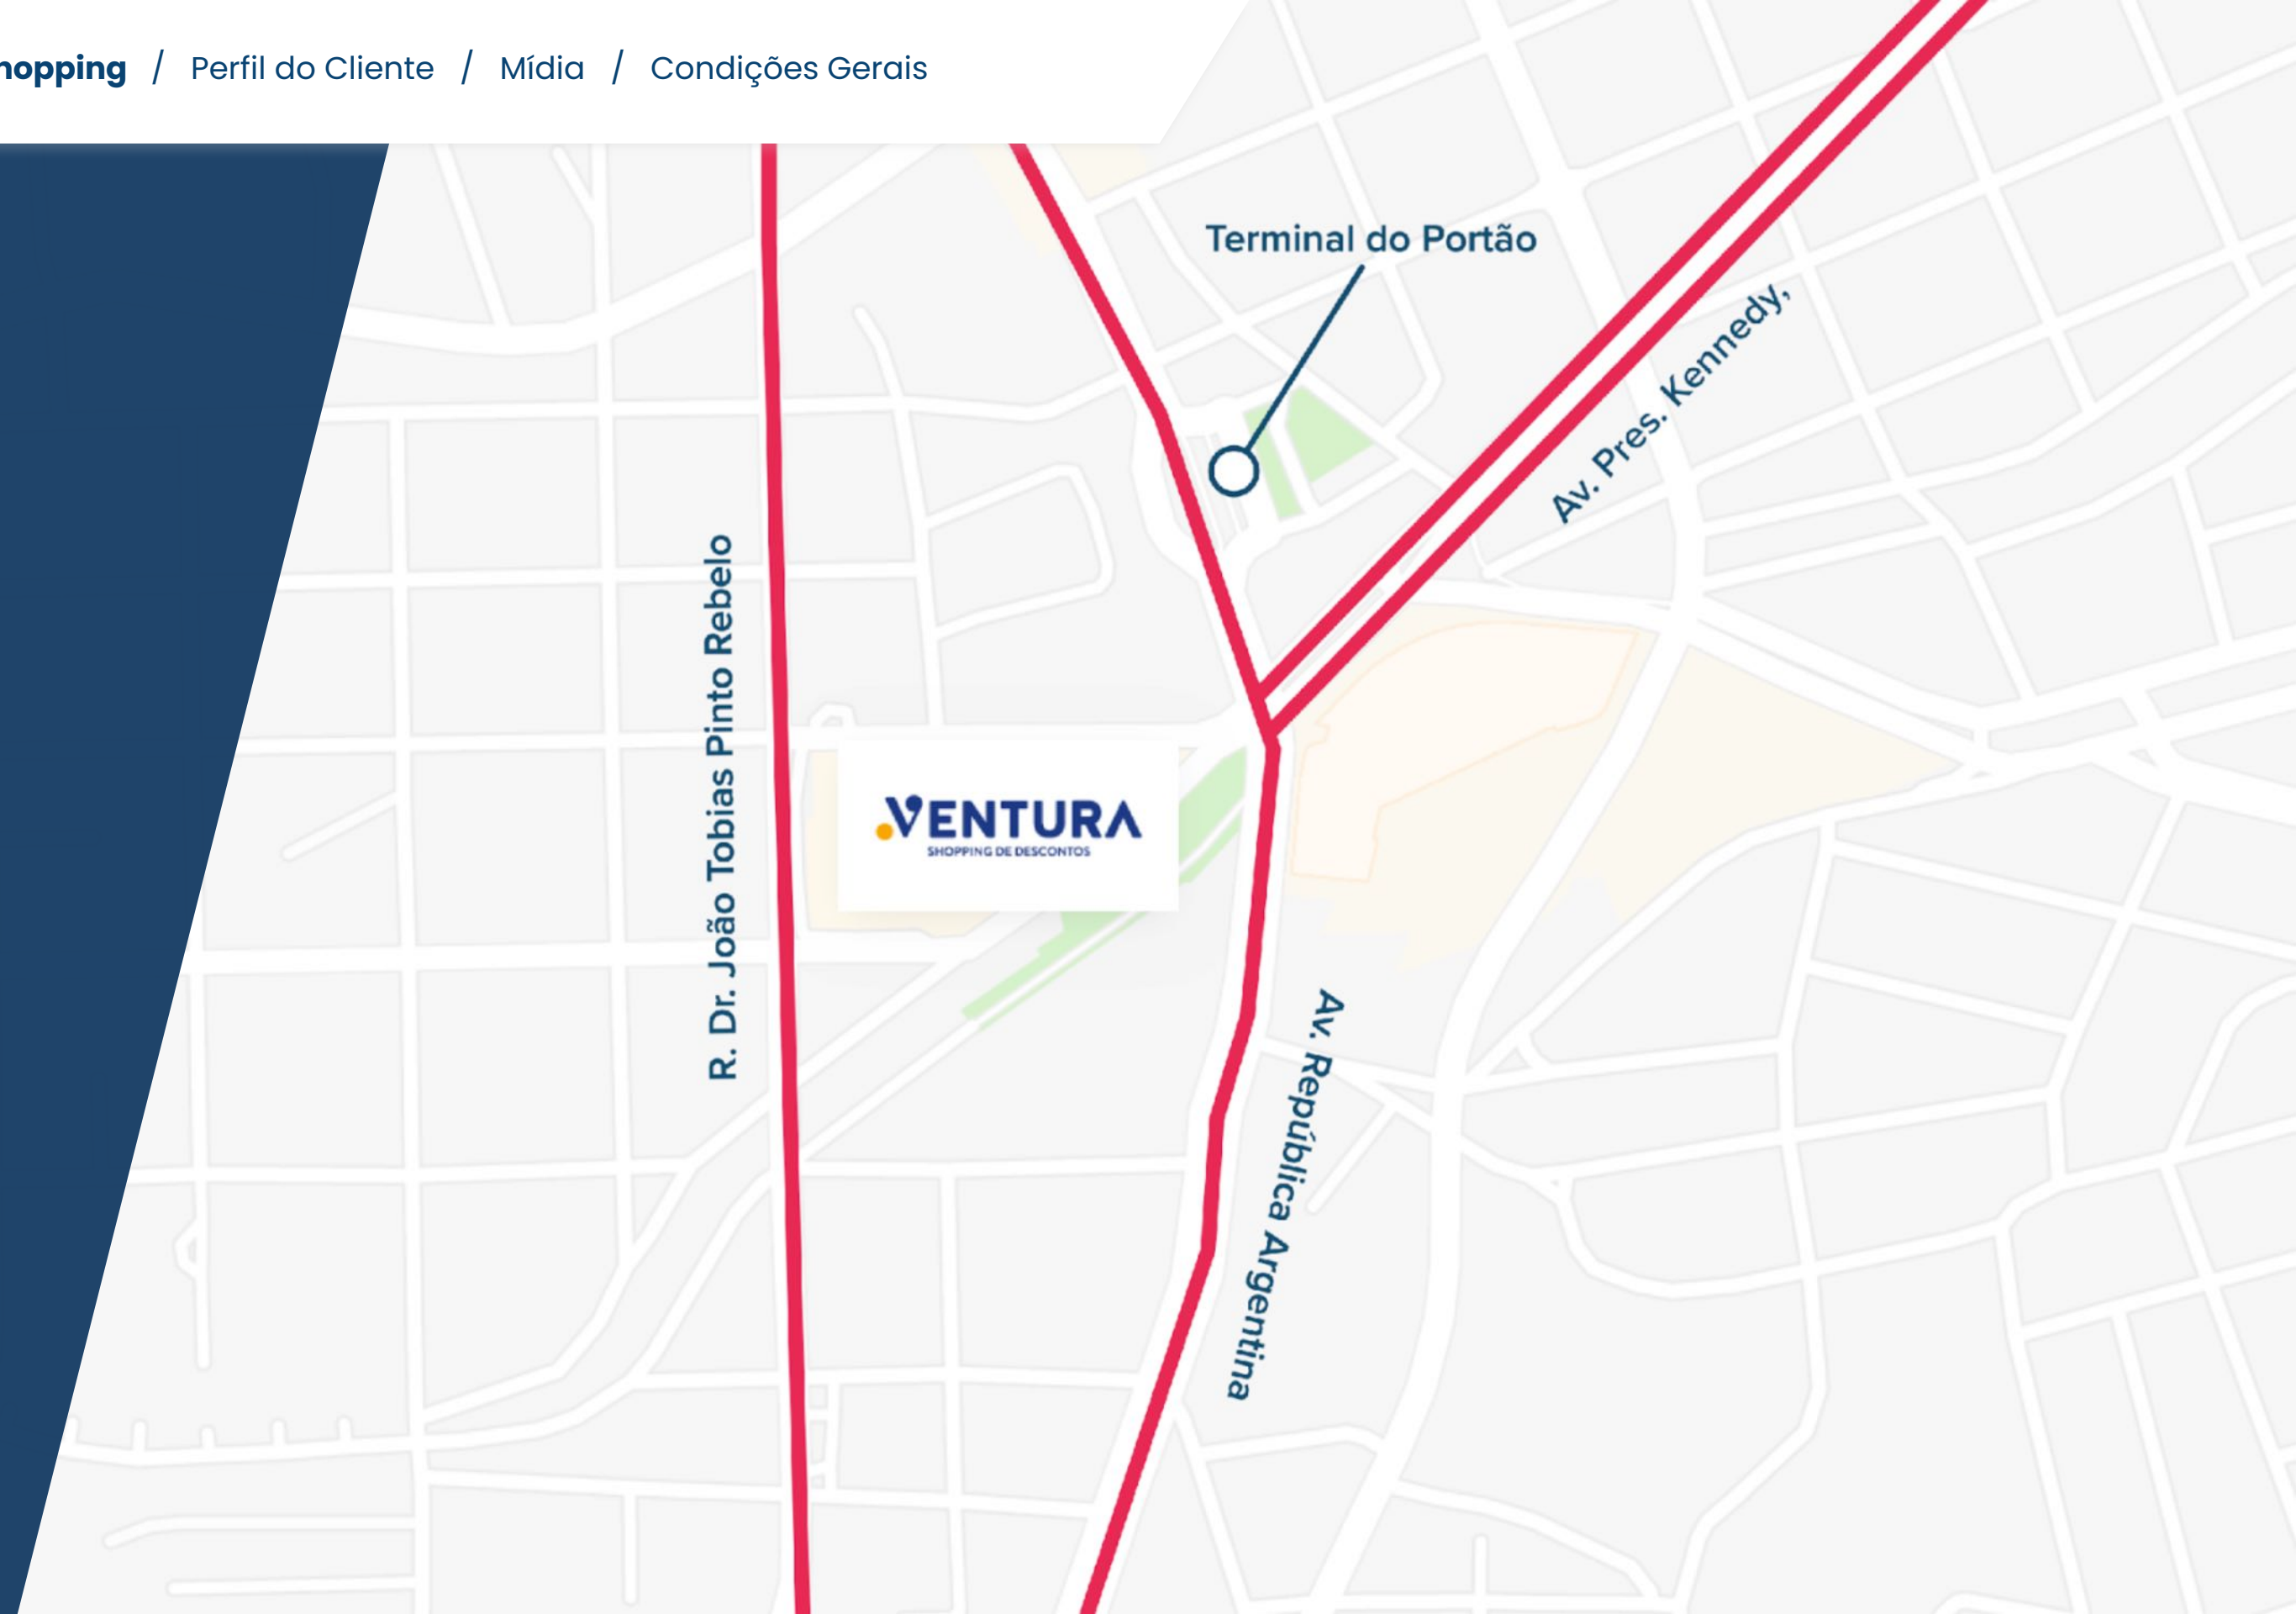 hopping / Perfil do Cliente / Mídia / Condições Gerais
Terminal do Portão
Av. Pres. Kennedy,
R. Dr. João Tobias Pinto Rebelo
VENTURA
SHOPPING DE DESCONTOS
Av. República Argentina